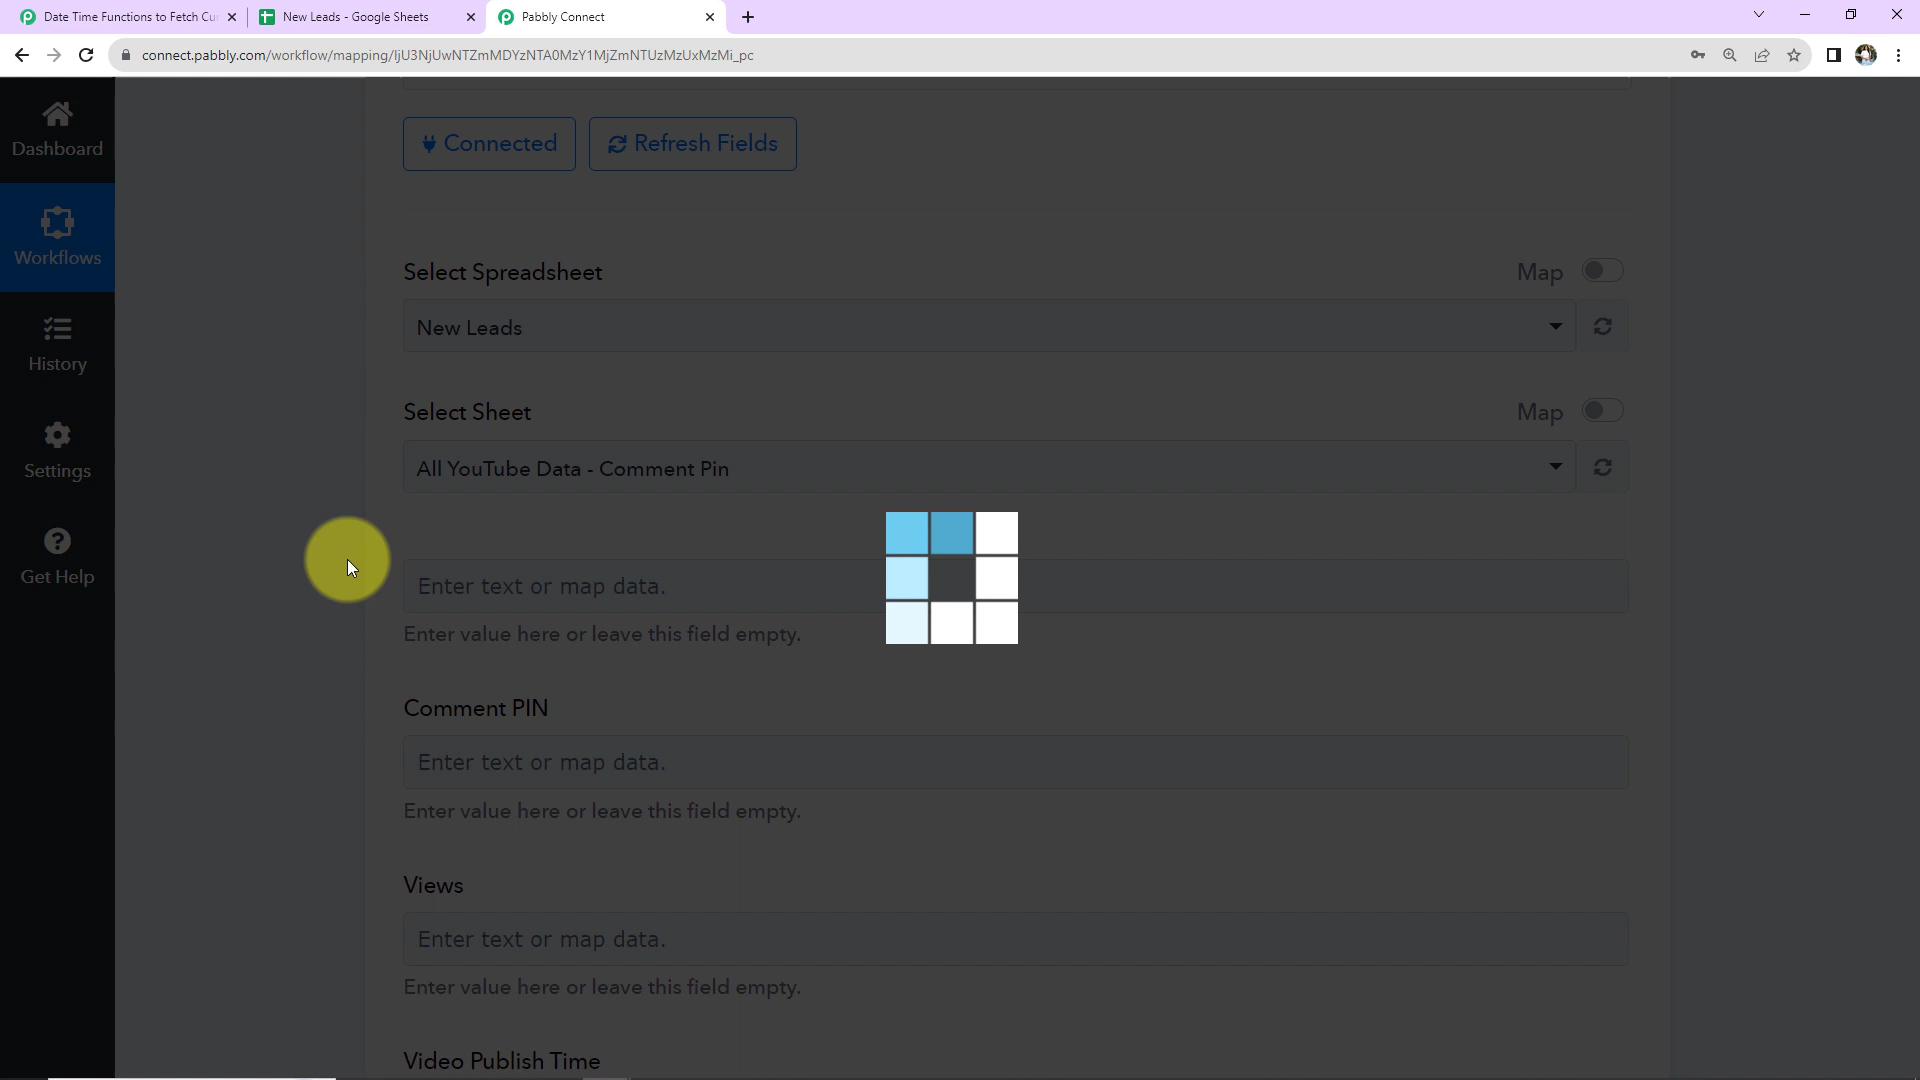 Date Time Functions to Fetch Cu
New Leads - Google Sheets
Pabbly Connect
connect.pabbly.com/workflow/mapping/IjU3NjUwNTZmMDYzNTA0MzY1MjZmNTUzMzUxMzMi_pc
Dashboard
Workflows
History
Settings
Get Help
Connected
Refresh Fields
Select Spreadsheet
Map
New Leads
Select Sheet
Map
All YouTube Data - Comment Pin
Enter text or map data.
Enter value here or leave this field empty.
Comment PIN
Enter text or map data.
Enter value here or leave this field empty.
Views
Enter text or map data.
Enter value here or leave this field empty.
Video Publish Time